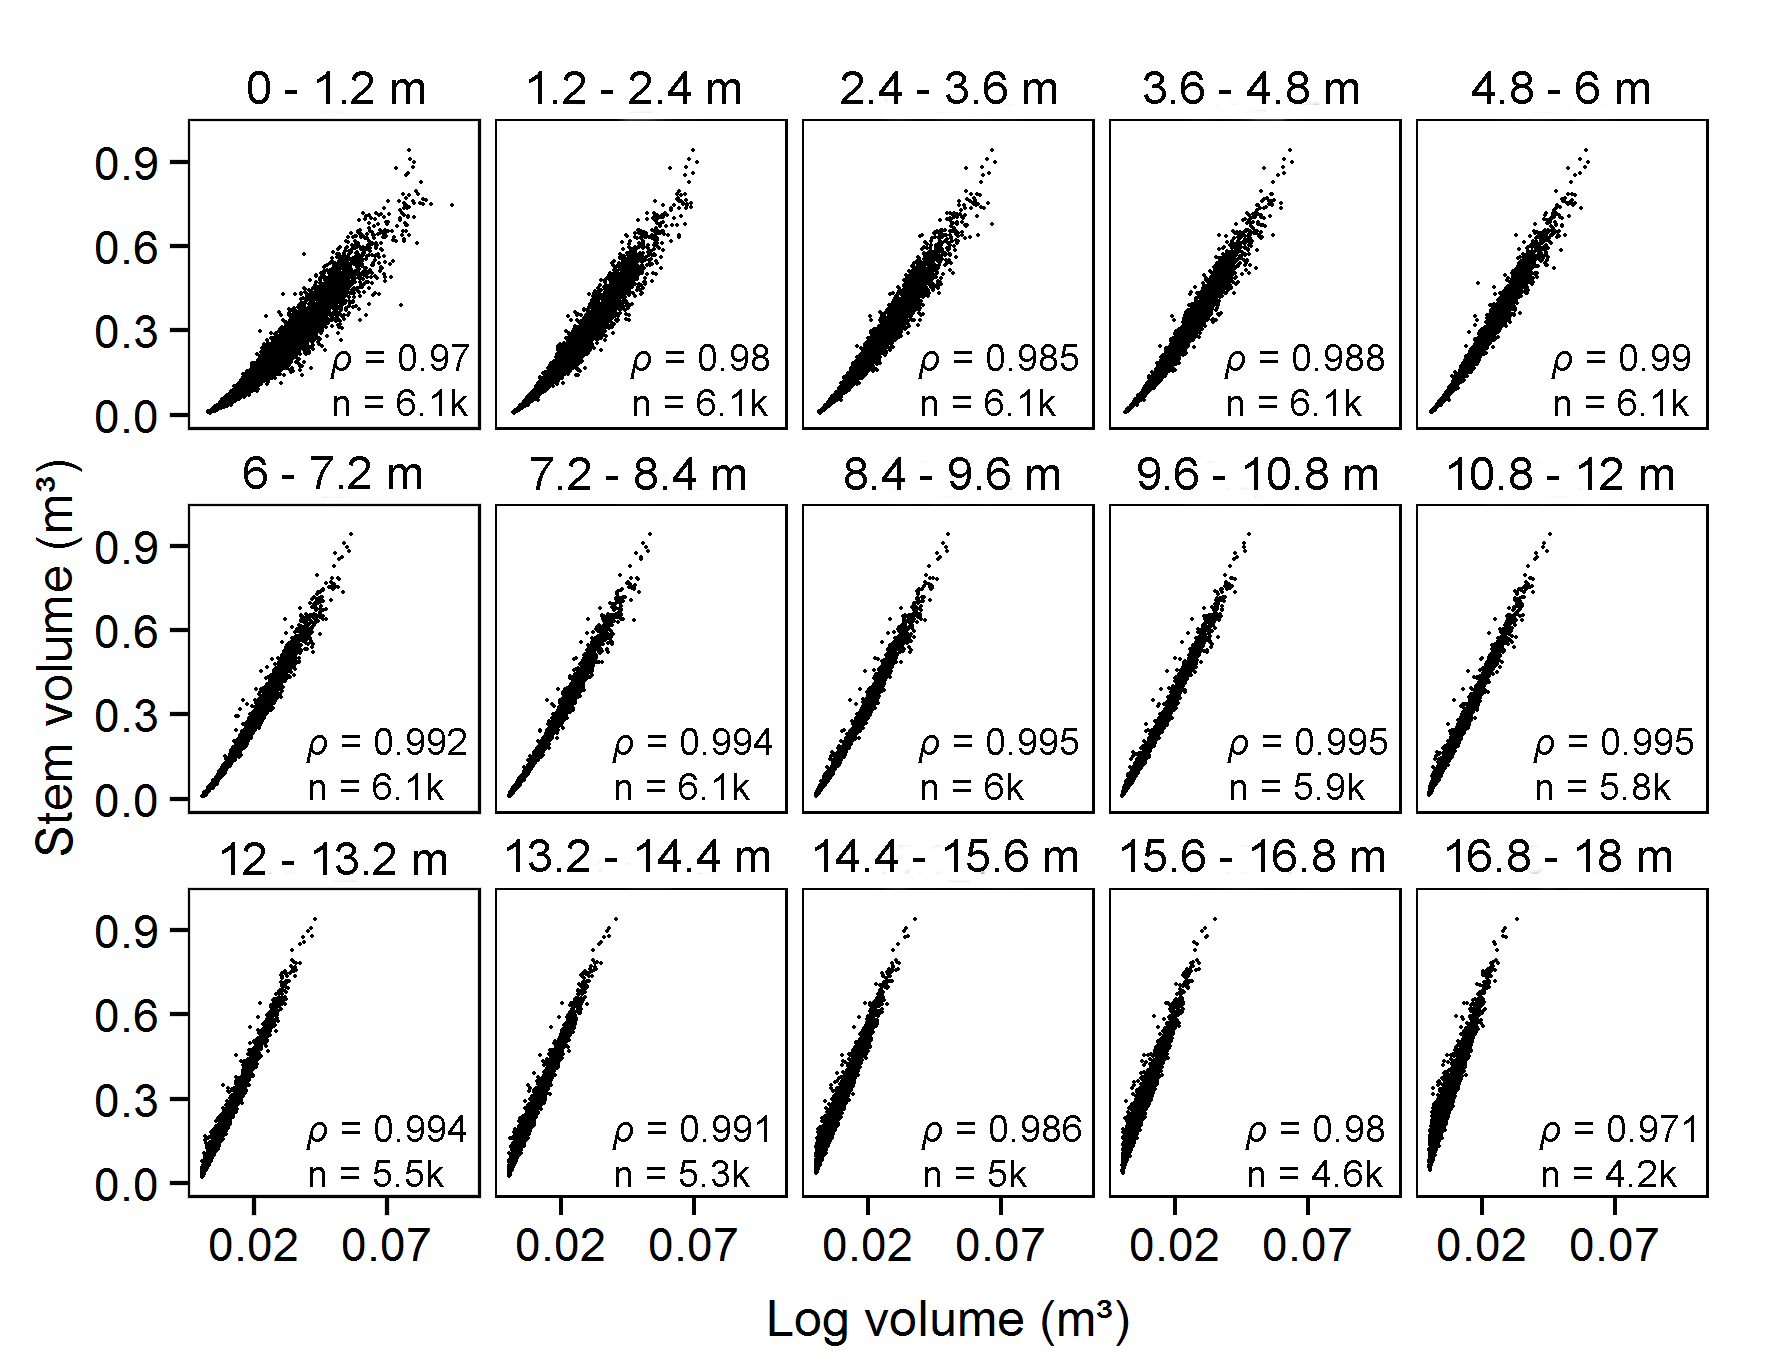 0 - 1.2 m
1.2 - 2.4 m
2.4 - 3.6 m
3.6 - 4.8 m
4.8 - 6 m
0.9
0.6
0.3
0.0
ρ = 0.97
n = 6.1k
ρ = 0.98
n = 6.1k
ρ = 0.985
n = 6.1k
ρ = 0.988
n = 6.1k
ρ = 0.99
n = 6.1k
6 - 7.2 m
7.2 - 8.4 m
8.4 - 9.6 m
9.6 - 10.8 m
10.8 - 12 m
Stem volume (m³)
0.9
0.6
0.3
0.0
ρ = 0.992
n = 6.1k
ρ = 0.994
n = 6.1k
ρ = 0.995
n = 6k
ρ = 0.995
n = 5.9k
ρ = 0.995
n = 5.8k
12 - 13.2 m
13.2 - 14.4 m
14.4 - 15.6 m
15.6 - 16.8 m
16.8 - 18 m
0.9
0.6
0.3
0.0
ρ = 0.994
n = 5.5k
ρ = 0.991
n = 5.3k
ρ = 0.986
n = 5k
ρ = 0.98
n = 4.6k
ρ = 0.971
n = 4.2k
0.02 0.07
0.02 0.07
0.02 0.07
0.02 0.07
0.02 0.07
Log volume (m³)